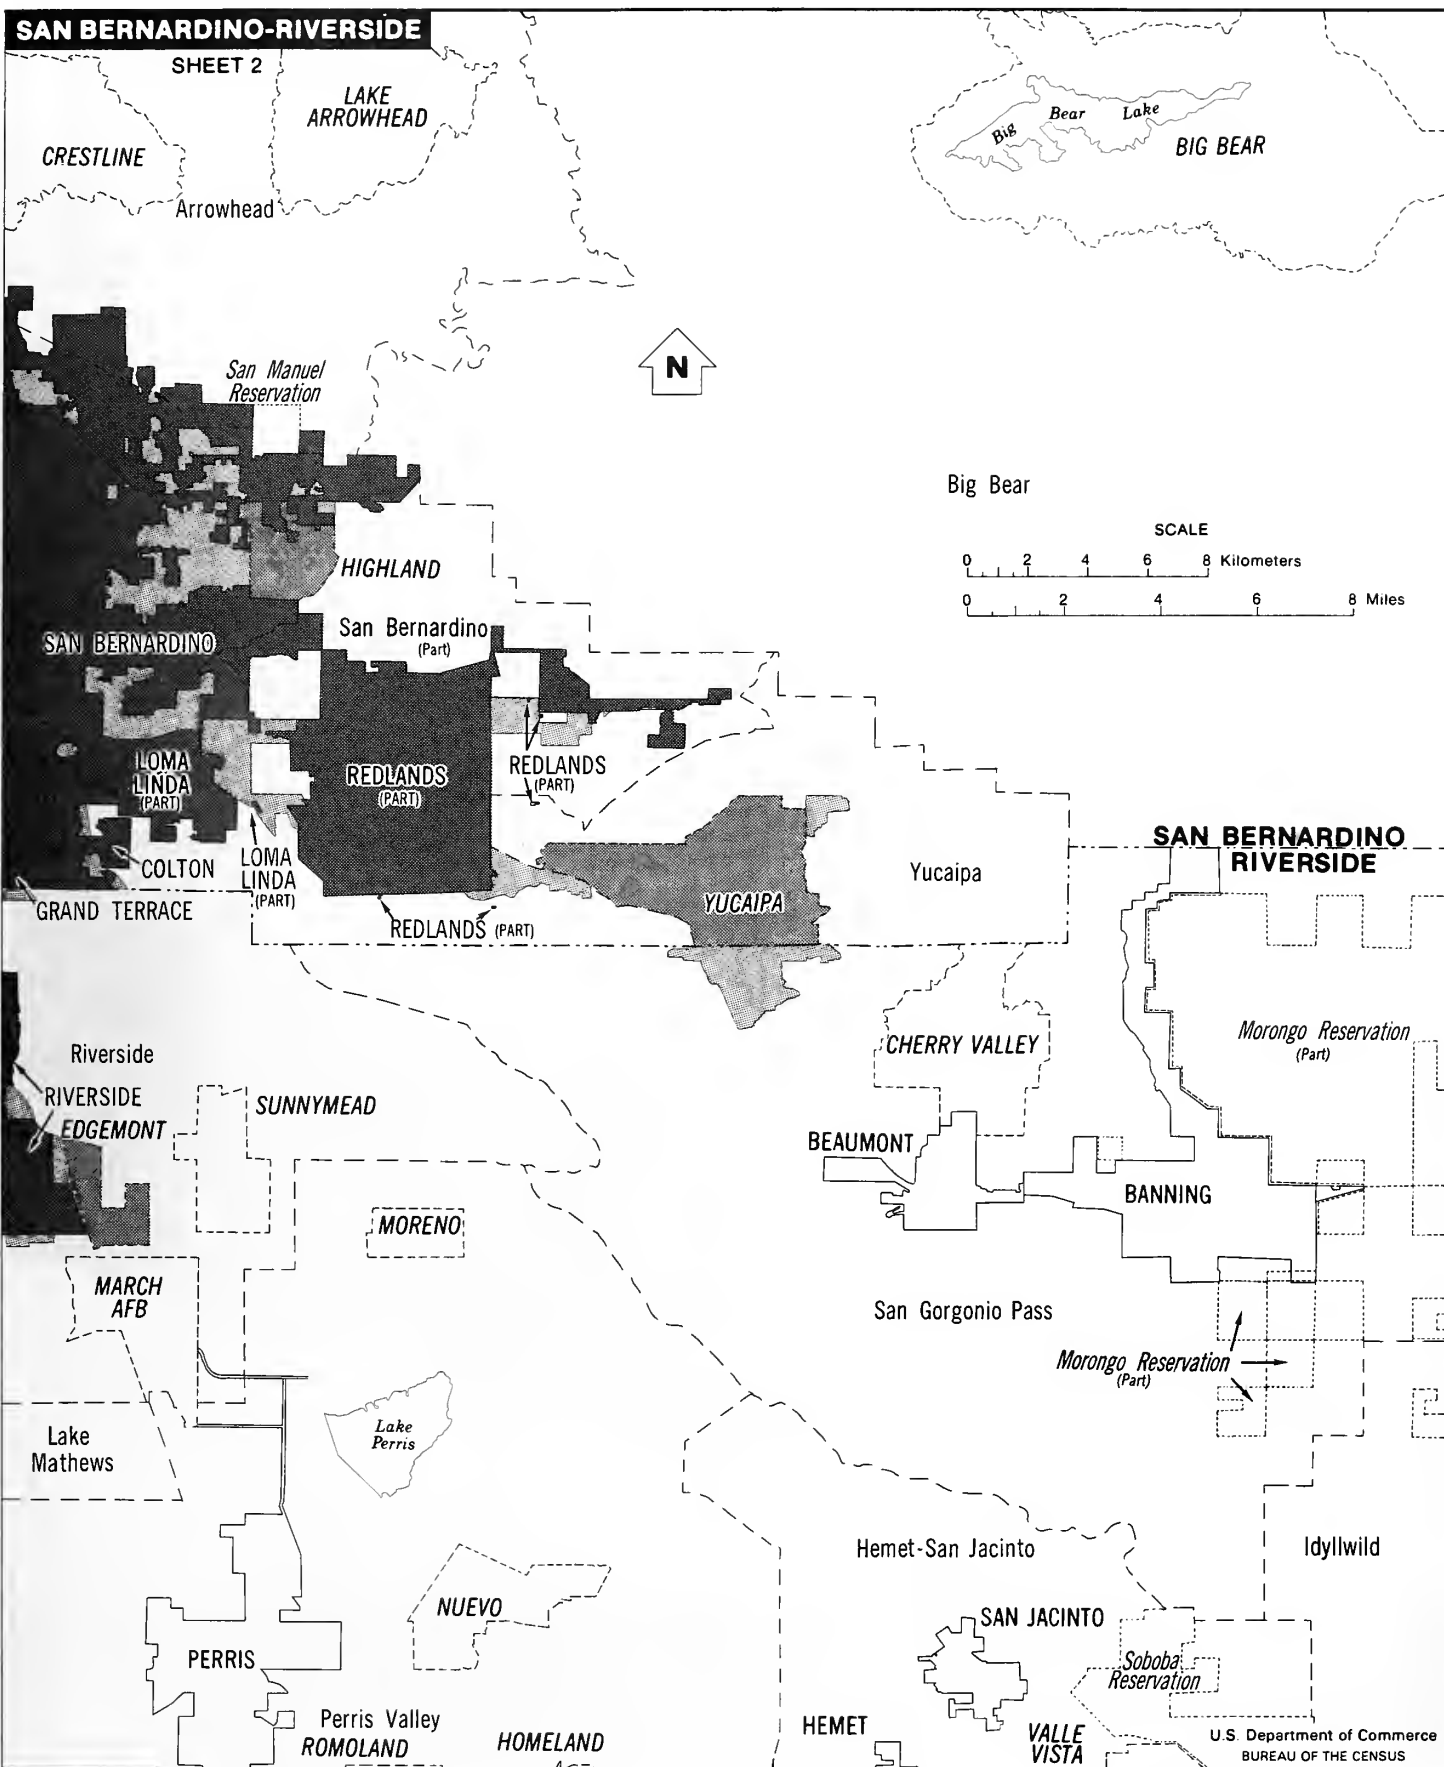 SAN BERNARDINO-RIVERSIDE
SHEET 2
LAKE
ARROWHEAD
CRESTLINE
Arrowhead
Big Bear Lake
BIG BEAR
San Manuel
Reservation
N
Big Bear
SCALE
0 2 4 6 8 Kilometers
0 2 4 6 8 Miles
HIGHLAND
SAN BERNARDINO
San Bernardino
(Part)
LOMA
LINDA
(PART)
REDLANDS
(PART)
REDLANDS
(PART)
COLTON
LOMA
LINDA
(PART)
GRAND TERRACE
REDLANDS (PART)
YUCAIPA
Yucaipa
SAN BERNARDINO
RIVERSIDE
Morongo Reservation
(Part)
CHERRY VALLEY
Riverside
RIVERSIDE
EDGEMONT
SUNNYMEAD
BEAUMONT
BANNING
MORENO
MARCH
AFB
San Gorgonio Pass
Morongo Reservation
(Part)
Lake
Mathews
Lake
Perris
Hemet-San Jacinto
Idyllwild
NUEVO
SAN JACINTO
PERRIS
Soboba
Reservation
Perris Valley
ROMOLAND
HOMELAND
HEMET
VALLE
VISTA
U.S. Department of Commerce
BUREAU OF THE CENSUS